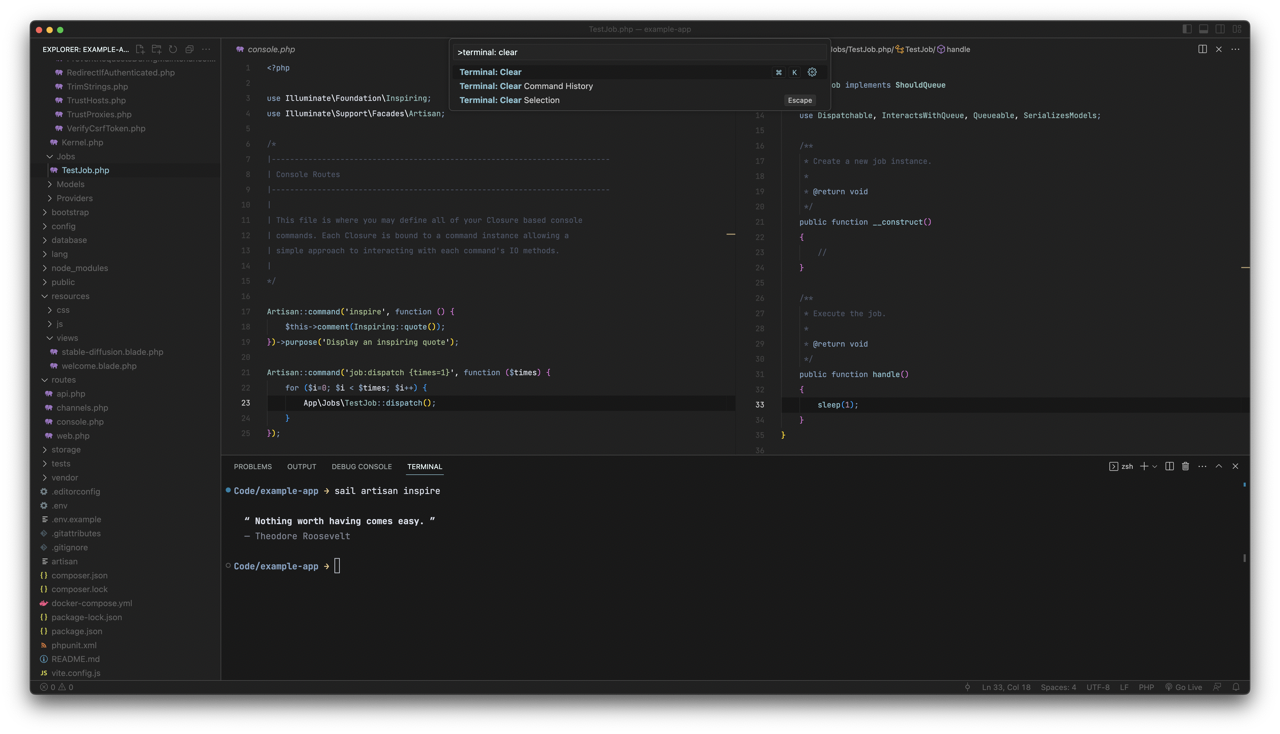 TestJob.php — example-app
EXPLORER: EXAMPLE-A...
RedirectIfAuthenticated.php
TrimStrings.php
TrustHosts.php
TrustProxies.php
VerifyCsrfToken.php
Kernel.php
Jobs
TestJob.php
Models
Providers
bootstrap
config
database
lang
node_modules
public
resources
css
js
views
stable-diffusion.blade.php
welcome.blade.php
routes
api.php
channels.php
console.php
web.php
storage
tests
vendor
.editorconfig
.env
.env.example
.gitattributes
.gitignore
artisan
composer.json
composer.lock
docker-compose.yml
package-lock.json
package.json
phpunit.xml
README.md
JS vite.config.js
console.php
>terminal: clear
Terminal: Clear ⌘ K
Terminal: Clear Command History
Terminal: Clear Selection Escape
1 <?php
2
3 use Illuminate\Foundation\Inspiring;
4 use Illuminate\Support\Facades\Artisan;
5
6 /*
7 |--------------------------------------------------------------------------
8 | Console Routes
9 |--------------------------------------------------------------------------
10 |
11 | This file is where you may define all of your Closure based console
12 | commands. Each Closure is bound to a command instance allowing a
13 | simple approach to interacting with each command's IO methods.
14 |
15 */
16
17 Artisan::command('inspire', function () {
18 $this->comment(Inspiring::quote());
19 })->purpose('Display an inspiring quote');
20
21 Artisan::command('job:dispatch {times=1}', function ($times) {
22 for ($i=0; $i < $times; $i++) {
23 App\Jobs\TestJob::dispatch();
24 }
25 });
Jobs/TestJob.php/ TestJob/ handle
ob implements ShouldQueue
14 use Dispatchable, InteractsWithQueue, Queueable, SerializesModels;
15
16 /**
17 * Create a new job instance.
18 *
19 * @return void
20 */
21 public function __construct()
22 {
23 //
24 }
25
26 /**
27 * Execute the job.
28 *
29 * @return void
30 */
31 public function handle()
32 {
33 sleep(1);
34 }
35 }
36
PROBLEMS OUTPUT DEBUG CONSOLE TERMINAL zsh
Code/example-app → sail artisan inspire
“ Nothing worth having comes easy. ”
— Theodore Roosevelt
Code/example-app →
0 0 Ln 33, Col 18 Spaces: 4 UTF-8 LF PHP Go Live